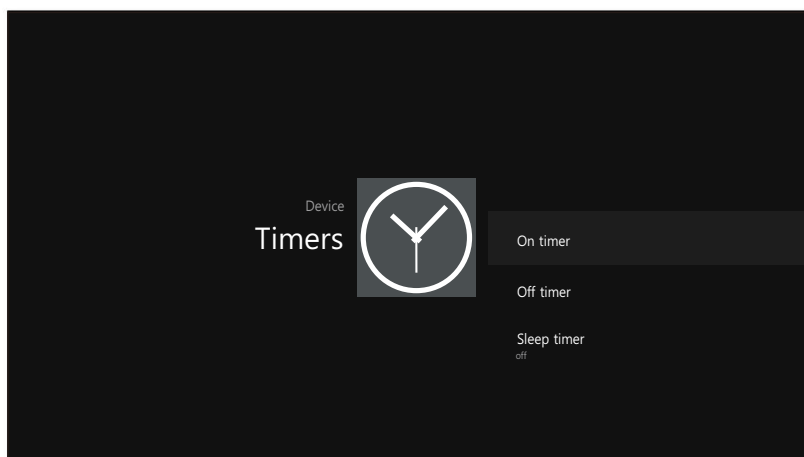 Device
Timers
On timer
Off timer
Sleep timer
off